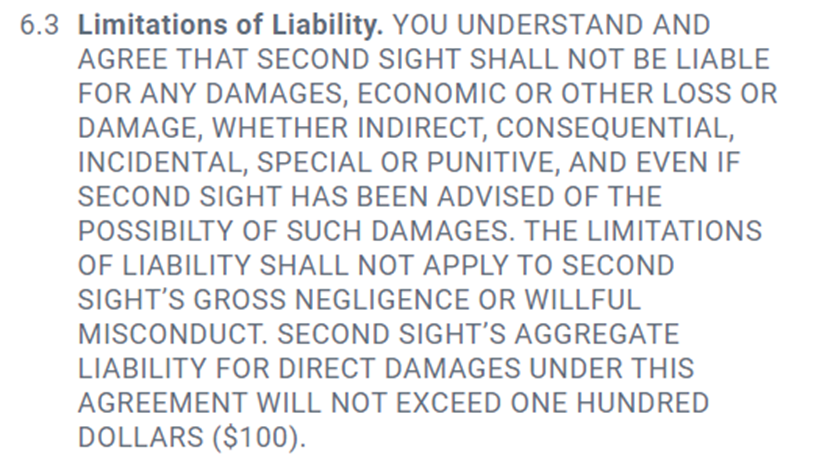 6.3 Limitations of Liability. YOU UNDERSTAND AND
AGREE THAT SECOND SIGHT SHALL NOT BE LIABLE
FOR ANY DAMAGES, ECONOMIC OR OTHER LOSS OR
DAMAGE, WHETHER INDIRECT, CONSEQUENTIAL,
INCIDENTAL, SPECIAL OR PUNITIVE, AND EVEN IF
SECOND SIGHT HAS BEEN ADVISED OF THE
POSSIBILTY OF SUCH DAMAGES. THE LIMITATIONS
OF LIABILITY SHALL NOT APPLY TO SECOND
SIGHT’S GROSS NEGLIGENCE OR WILLFUL
MISCONDUCT. SECOND SIGHT’S AGGREGATE
LIABILITY FOR DIRECT DAMAGES UNDER THIS
AGREEMENT WILL NOT EXCEED ONE HUNDRED
DOLLARS ($100).